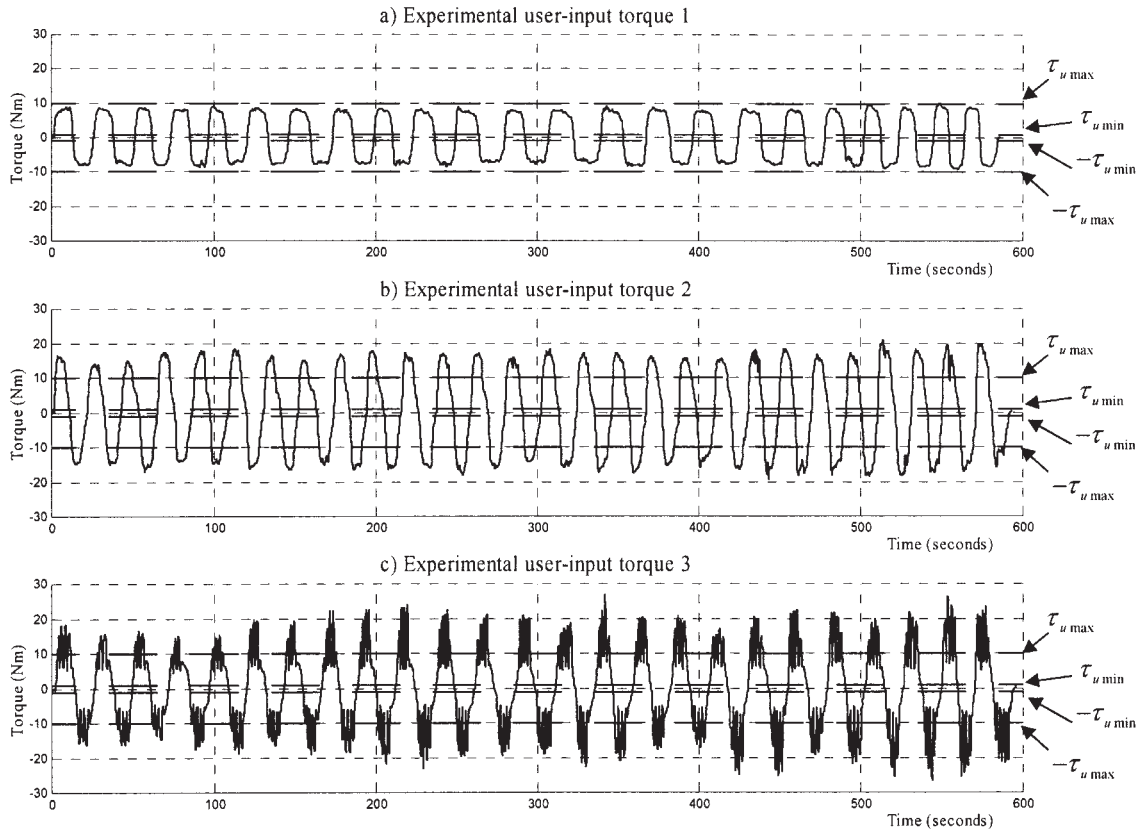 a) Experimental user-input torque 1
Torque (Nm)
30
20
10
0
-10
-20
-30
0 100 200 300 400 500 600
Time (seconds)
τu max
τu min
−τu min
−τu max
b) Experimental user-input torque 2
Torque (Nm)
30
20
10
0
-10
-20
-30
0 100 200 300 400 500 600
Time (seconds)
τu max
τu min
−τu min
−τu max
c) Experimental user-input torque 3
Torque (Nm)
30
20
10
0
-10
-20
-30
0 100 200 300 400 500 600
Time (seconds)
τu max
τu min
−τu min
−τu max